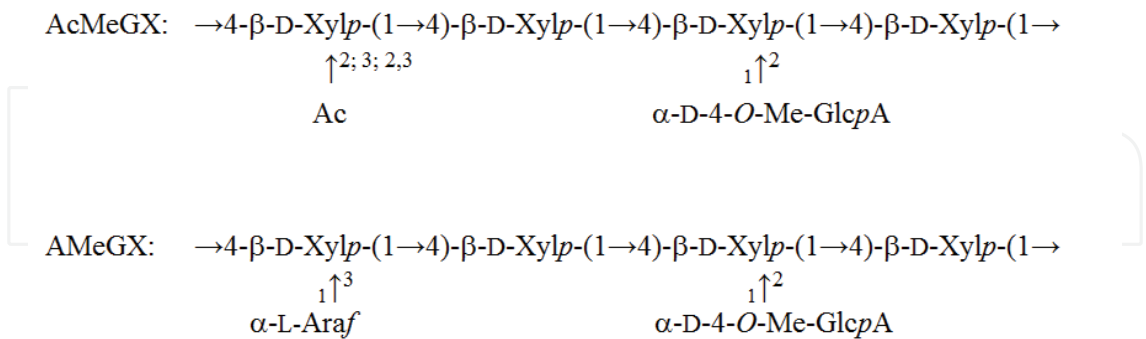 AcMeGX: →4-β-D-Xylp-(1→4)-β-D-Xylp-(1→4)-β-D-Xylp-(1→4)-β-D-Xylp-(1→
↑2; 3; 2,3 1↑2
Ac α-D-4-O-Me-GlcpA
AMeGX: →4-β-D-Xylp-(1→4)-β-D-Xylp-(1→4)-β-D-Xylp-(1→4)-β-D-Xylp-(1→
1↑3 1↑2
α-L-Araf α-D-4-O-Me-GlcpA